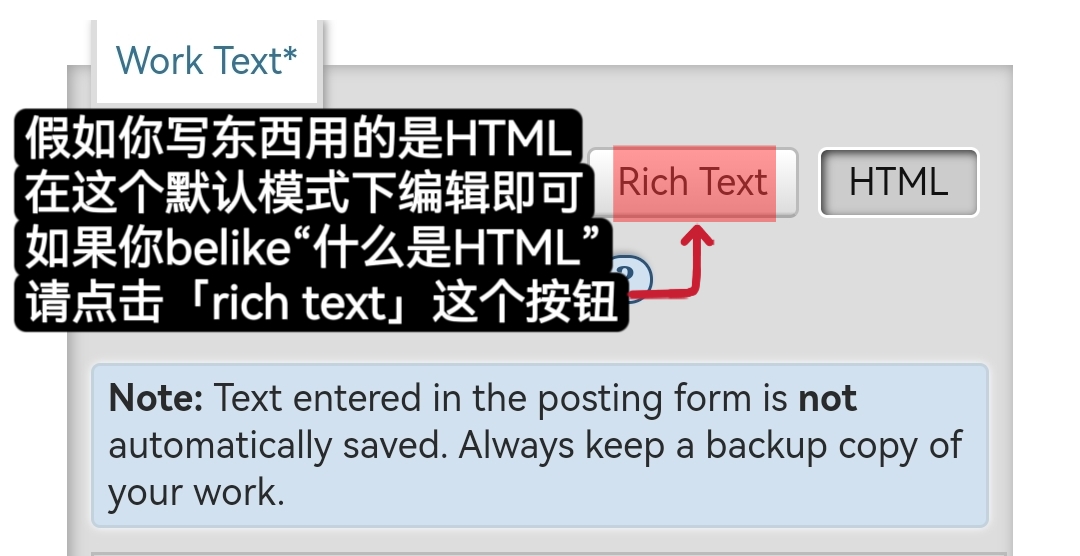 Work Text*
假如你写东西用的是HTML
在这个默认模式下编辑即可
如果你belike“什么是HTML”
请点击「rich text」这个按钮
Rich Text
HTML
?
Note: Text entered in the posting form is not
automatically saved. Always keep a backup copy of
your work.